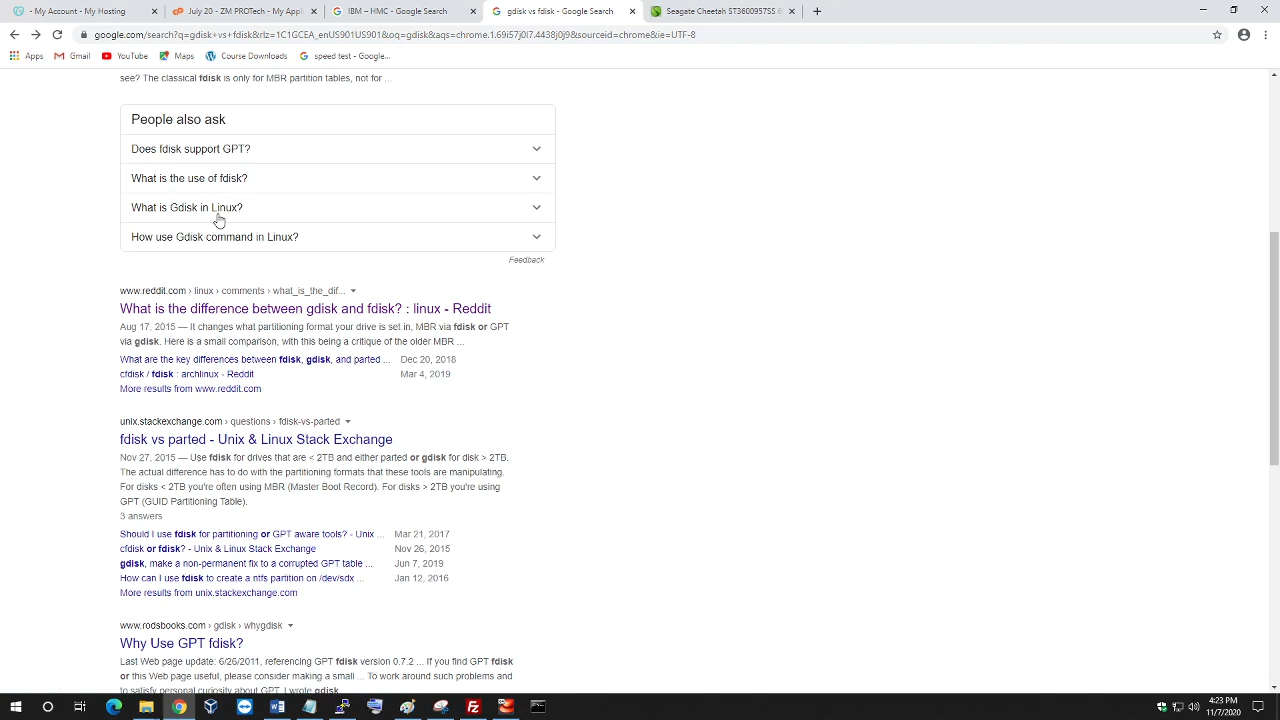 - My Account - My Hosting
July 20 - ZM PROTech - My Appli
IBM – HMC - Google Search
gdisk vs fdisk - Google Search
Seagate Cheetah ST3600957SS 6
google.com/search?q=gdisk+vs+fdisk&rlz=1C1GCEA_enUS901US901&oq=gdisk&aqs=chrome.1.69i57j0l7.4438j0j9&sourceid=chrome&ie=UTF-8
Apps
Gmail
YouTube
Maps
Course Downloads
speed test - Google...
see? The classical fdisk is only for MBR partition tables, not for ...
People also ask
Does fdisk support GPT?
What is the use of fdisk?
What is Gdisk in Linux?
How use Gdisk command in Linux?
Feedback
www.reddit.com › linux › comments › what_is_the_dif...
What is the difference between gdisk and fdisk? : linux - Reddit
Aug 17, 2015 — It changes what partitioning format your drive is set in, MBR via fdisk or GPT
via gdisk. Here is a small comparison, with this being a critique of the older MBR ...
What are the key differences between fdisk, gdisk, and parted ... Dec 20, 2018
cfdisk / fdisk : archlinux - Reddit Mar 4, 2019
More results from www.reddit.com
unix.stackexchange.com › questions › fdisk-vs-parted
fdisk vs parted - Unix & Linux Stack Exchange
Nov 27, 2015 — Use fdisk for drives that are < 2TB and either parted or gdisk for disk > 2TB.
The actual difference has to do with the partitioning formats that these tools are manipulating.
For disks < 2TB you're often using MBR (Master Boot Record). For disks > 2TB you're using
GPT (GUID Partitioning Table).
3 answers
Should I use fdisk for partitioning or GPT aware tools? - Unix ... Mar 21, 2017
cfdisk or fdisk? - Unix & Linux Stack Exchange Nov 26, 2015
gdisk, make a non-permanent fix to a corrupted GPT table ... Jun 7, 2019
How can I use fdisk to create a ntfs partition on /dev/sdx ... Jan 12, 2016
More results from unix.stackexchange.com
www.rodsbooks.com › gdisk › whygdisk
Why Use GPT fdisk?
Last Web page update: 6/26/2011, referencing GPT fdisk version 0.7.2 ... If you find GPT fdisk
or this Web page useful, please consider making a small ... To work around such problems and
to satisfy personal curiosity about GPT, I wrote gdisk.
4:23 PM
11/7/2020